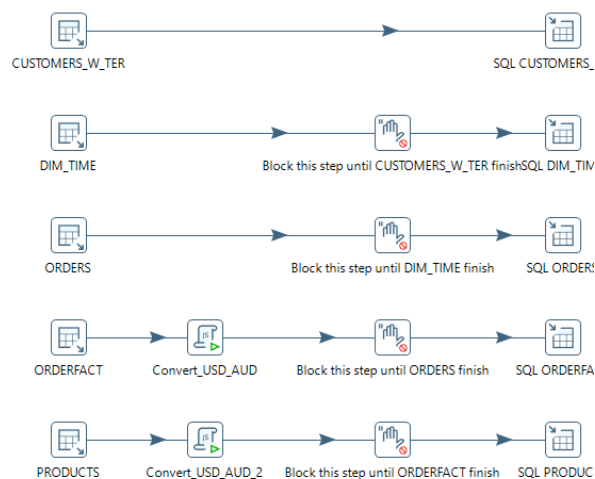 CUSTOMERS_W_TER
SQL CUSTOMERS_
DIM_TIME
Block this step until CUSTOMERS_W_TER finish
SQL DIM_TIM
ORDERS
Block this step until DIM_TIME finish
SQL ORDERS
JS
ORDERFACT
Convert_USD_AUD
Block this step until ORDERS finish
SQL ORDERFA
JS
PRODUCTS
Convert_USD_AUD_2
Block this step until ORDERFACT finish
SQL PRODUC